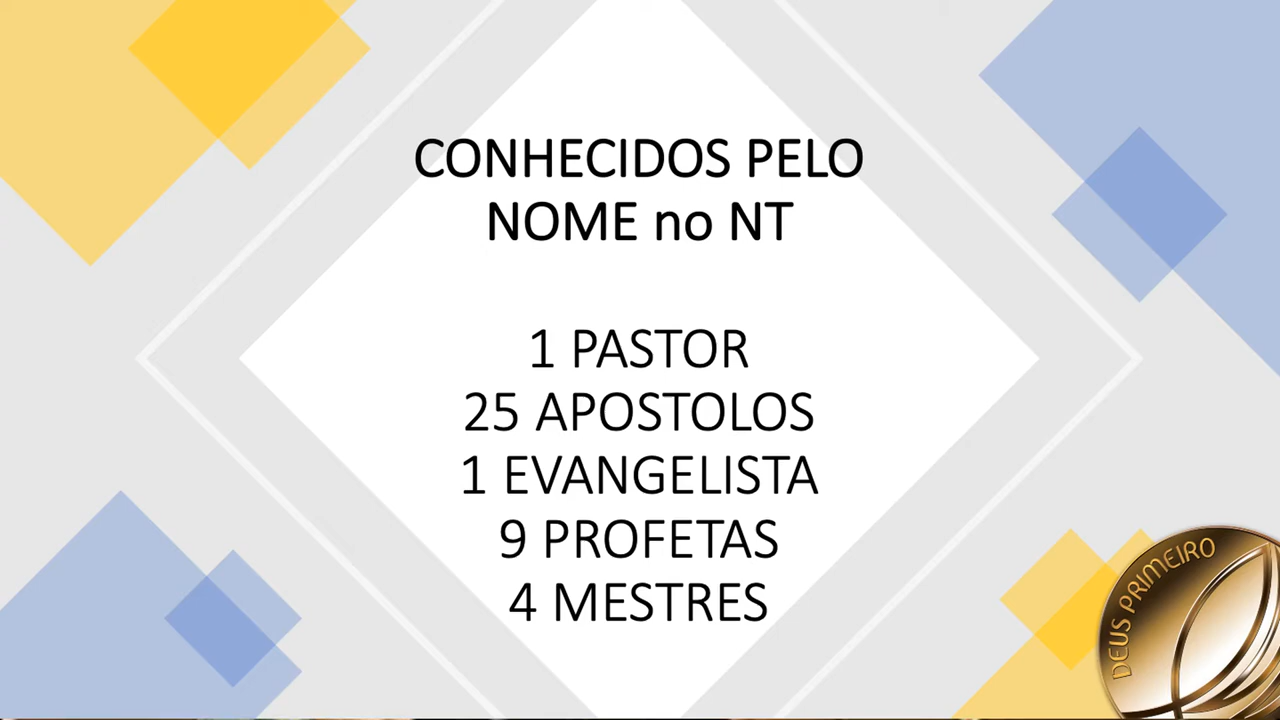 CONHECIDOS PELO
NOME no NT
1 PASTOR
25 APOSTOLOS
1 EVANGELISTA
9 PROFETAS
4 MESTRES
DEUS PRIMEIRO